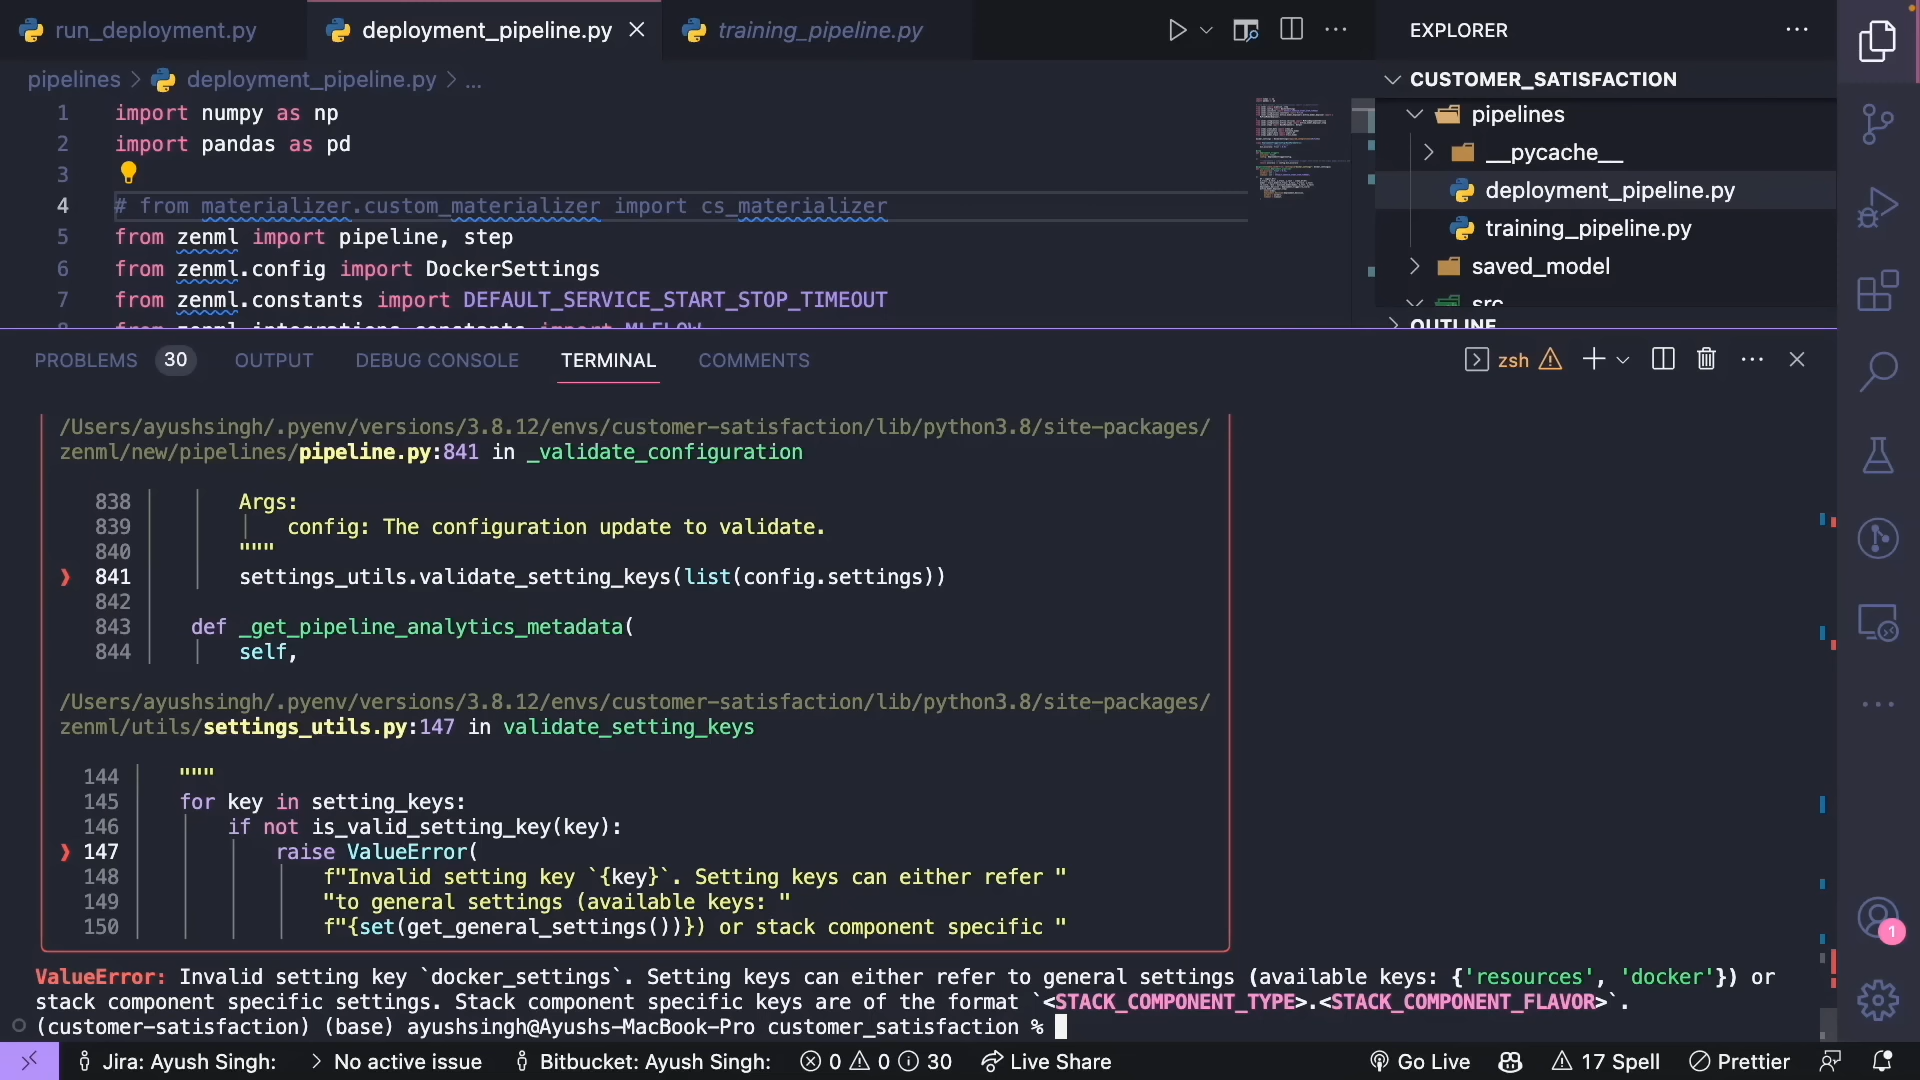 run_deployment.py
deployment_pipeline.py
training_pipeline.py
pipelines > deployment_pipeline.py > ...
1 import numpy as np
2 import pandas as pd
3
4 # from materializer.custom_materializer import cs_materializer
5 from zenml import pipeline, step
6 from zenml.config import DockerSettings
7 from zenml.constants import DEFAULT_SERVICE_START_STOP_TIMEOUT
8 from zenml.integrations.constants import MLFLOW
EXPLORER
CUSTOMER_SATISFACTION
pipelines
__pycache__
deployment_pipeline.py
training_pipeline.py
saved_model
src
OUTLINE
PROBLEMS 30 OUTPUT DEBUG CONSOLE TERMINAL COMMENTS
zsh
/Users/ayushsingh/.pyenv/versions/3.8.12/envs/customer-satisfaction/lib/python3.8/site-packages/
zenml/new/pipelines/pipeline.py:841 in _validate_configuration
838 Args:
839 config: The configuration update to validate.
840 """
❱ 841 settings_utils.validate_setting_keys(list(config.settings))
842
843 def _get_pipeline_analytics_metadata(
844 self,
/Users/ayushsingh/.pyenv/versions/3.8.12/envs/customer-satisfaction/lib/python3.8/site-packages/
zenml/utils/settings_utils.py:147 in validate_setting_keys
144 """
145 for key in setting_keys:
146 if not is_valid_setting_key(key):
❱ 147 raise ValueError(
148 f"Invalid setting key `{key}`. Setting keys can either refer "
149 "to general settings (available keys: "
150 f"{set(get_general_settings())}) or stack component specific "
ValueError: Invalid setting key `docker_settings`. Setting keys can either refer to general settings (available keys: {'resources', 'docker'}) or
stack component specific settings. Stack component specific keys are of the format `<STACK_COMPONENT_TYPE>.<STACK_COMPONENT_FLAVOR>`.
(customer-satisfaction) (base) ayushsingh@Ayushs-MacBook-Pro customer_satisfaction %
1
Jira: Ayush Singh: > No active issue Bitbucket: Ayush Singh: 0 0 30 Live Share Go Live 17 Spell Prettier